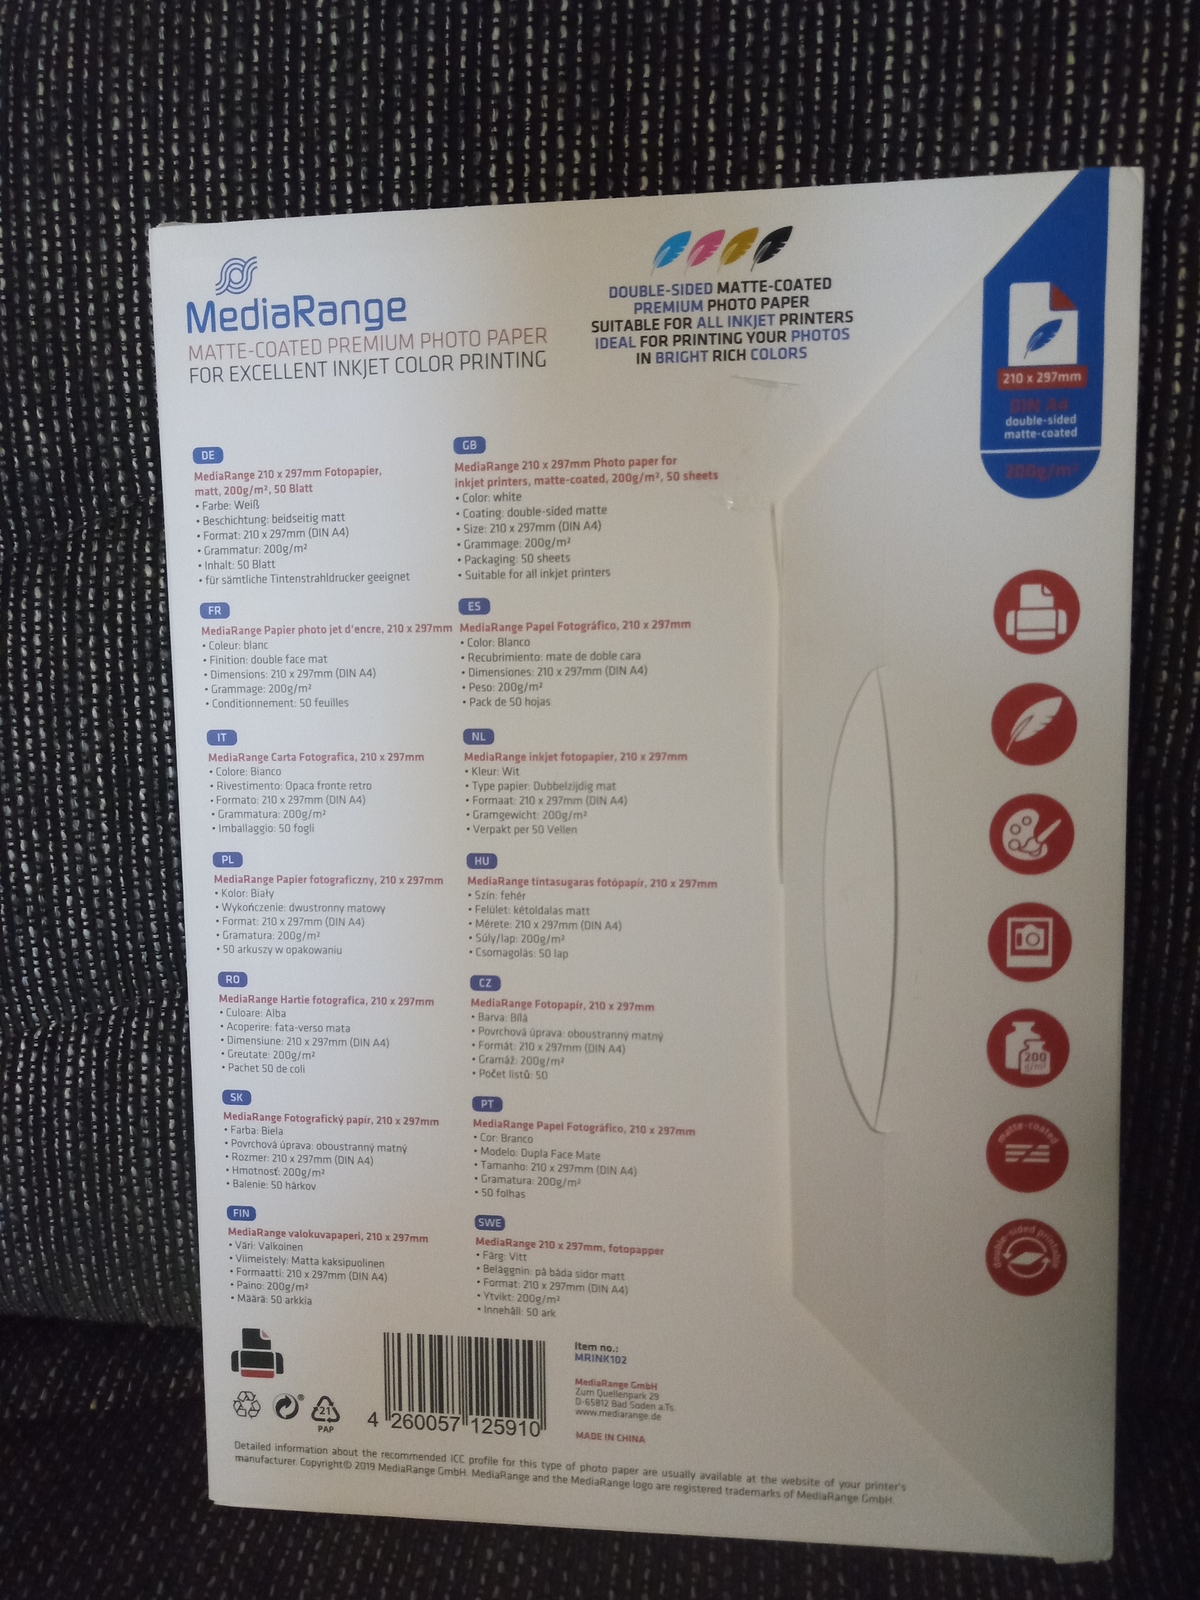 MediaRange
MATTE-COATED PREMIUM PHOTO PAPER
FOR EXCELLENT INKJET COLOR PRINTING
DOUBLE-SIDED MATTE-COATED
PREMIUM PHOTO PAPER
SUITABLE FOR ALL INKJET PRINTERS
IDEAL FOR PRINTING YOUR PHOTOS
IN BRIGHT RICH COLORS
210 x 297mm
DIN A4
double-sided
matte-coated
200g/m²
DE
MediaRange 210 x 297mm Fotopapier,
matt, 200g/m², 50 Blatt
• Farbe: Weiß
• Beschichtung: beidseitig matt
• Format: 210 x 297mm (DIN A4)
• Grammatur: 200g/m²
• Inhalt: 50 Blatt
• für sämtliche Tintenstrahldrucker geeignet
GB
MediaRange 210 x 297mm Photo paper for
inkjet printers, matte-coated, 200g/m², 50 sheets
• Color: white
• Coating: double-sided matte
• Size: 210 x 297mm (DIN A4)
• Grammage: 200g/m²
• Packaging: 50 sheets
• Suitable for all inkjet printers
FR
MediaRange Papier photo jet d'encre, 210 x 297mm
• Coleur: blanc
• Finition: double face mat
• Dimensions: 210 x 297mm (DIN A4)
• Grammage: 200g/m²
• Conditionnement: 50 feuilles
ES
MediaRange Papel Fotográfico, 210 x 297mm
• Color: Blanco
• Recubrimiento: mate de doble cara
• Dimensiones: 210 x 297mm (DIN A4)
• Peso: 200g/m²
• Pack de 50 hojas
IT
MediaRange Carta Fotografica, 210 x 297mm
• Colore: Bianco
• Rivestimento: Opaca fronte retro
• Formato: 210 x 297mm (DIN A4)
• Grammatura: 200g/m²
• Imballaggio: 50 fogli
NL
MediaRange inkjet fotopapier, 210 x 297mm
• Kleur: Wit
• Type papier: Dubbelzijdig mat
• Formaat: 210 x 297mm (DIN A4)
• Gramgewicht: 200g/m²
• Verpakt per 50 Vellen
PL
MediaRange Papier fotograficzny, 210 x 297mm
• Kolor: Biały
• Wykończenie: dwustronny matowy
• Format: 210 x 297mm (DIN A4)
• Gramatura: 200g/m²
• 50 arkuszy w opakowaniu
HU
MediaRange tintasugaras fotópapír, 210 x 297mm
• Szín: fehér
• Felület: kétoldalas matt
• Mérete: 210 x 297mm (DIN A4)
• Súly/lap: 200g/m²
• Csomagolás: 50 lap
RO
MediaRange Hartie fotografica, 210 x 297mm
• Culoare: Alba
• Acoperire: fata-verso mata
• Dimensiune: 210 x 297mm (DIN A4)
• Greutate: 200g/m²
• Pachet 50 de coli
CZ
MediaRange Fotopapír, 210 x 297mm
• Barva: Bílá
• Povrchová úprava: oboustranný matný
• Formát: 210 x 297mm (DIN A4)
• Gramáž: 200g/m²
• Počet listů: 50
SK
MediaRange Fotografický papír, 210 x 297mm
• Farba: Biela
• Povrchová úprava: oboustranný matný
• Rozmer: 210 x 297mm (DIN A4)
• Hmotnosť: 200g/m²
• Balenie: 50 hárkov
PT
MediaRange Papel Fotográfico, 210 x 297mm
• Cor: Branco
• Modelo: Dupla Face Mate
• Tamanho: 210 x 297mm (DIN A4)
• Gramatura: 200g/m²
• 50 folhas
FIN
MediaRange valokuvapaperi, 210 x 297mm
• Väri: Valkoinen
• Viimeistely: Matta kaksipuolinen
• Formaatti: 210 x 297mm (DIN A4)
• Paino: 200g/m²
• Määrä: 50 arkkia
SWE
MediaRange 210 x 297mm, fotopapper
• Färg: Vitt
• Beläggnin: på båda sidor matt
• Format: 210 x 297mm (DIN A4)
• Ytvikt: 200g/m²
• Innehåll: 50 ark
200
g/m²
matte-coated
double-sided printable
21
PAP
4 260057 125910
Item no.:
MRINK102
MediaRange GmbH
Zum Quellenpark 29
D-65812 Bad Soden a.Ts.
www.mediarange.de
MADE IN CHINA
Detailed information about the recommended ICC profile for this type of photo paper are usually available at the website of your printer's
manufacturer. Copyright© 2019 MediaRange GmbH. MediaRange and the MediaRange logo are registered trademarks of MediaRange GmbH.